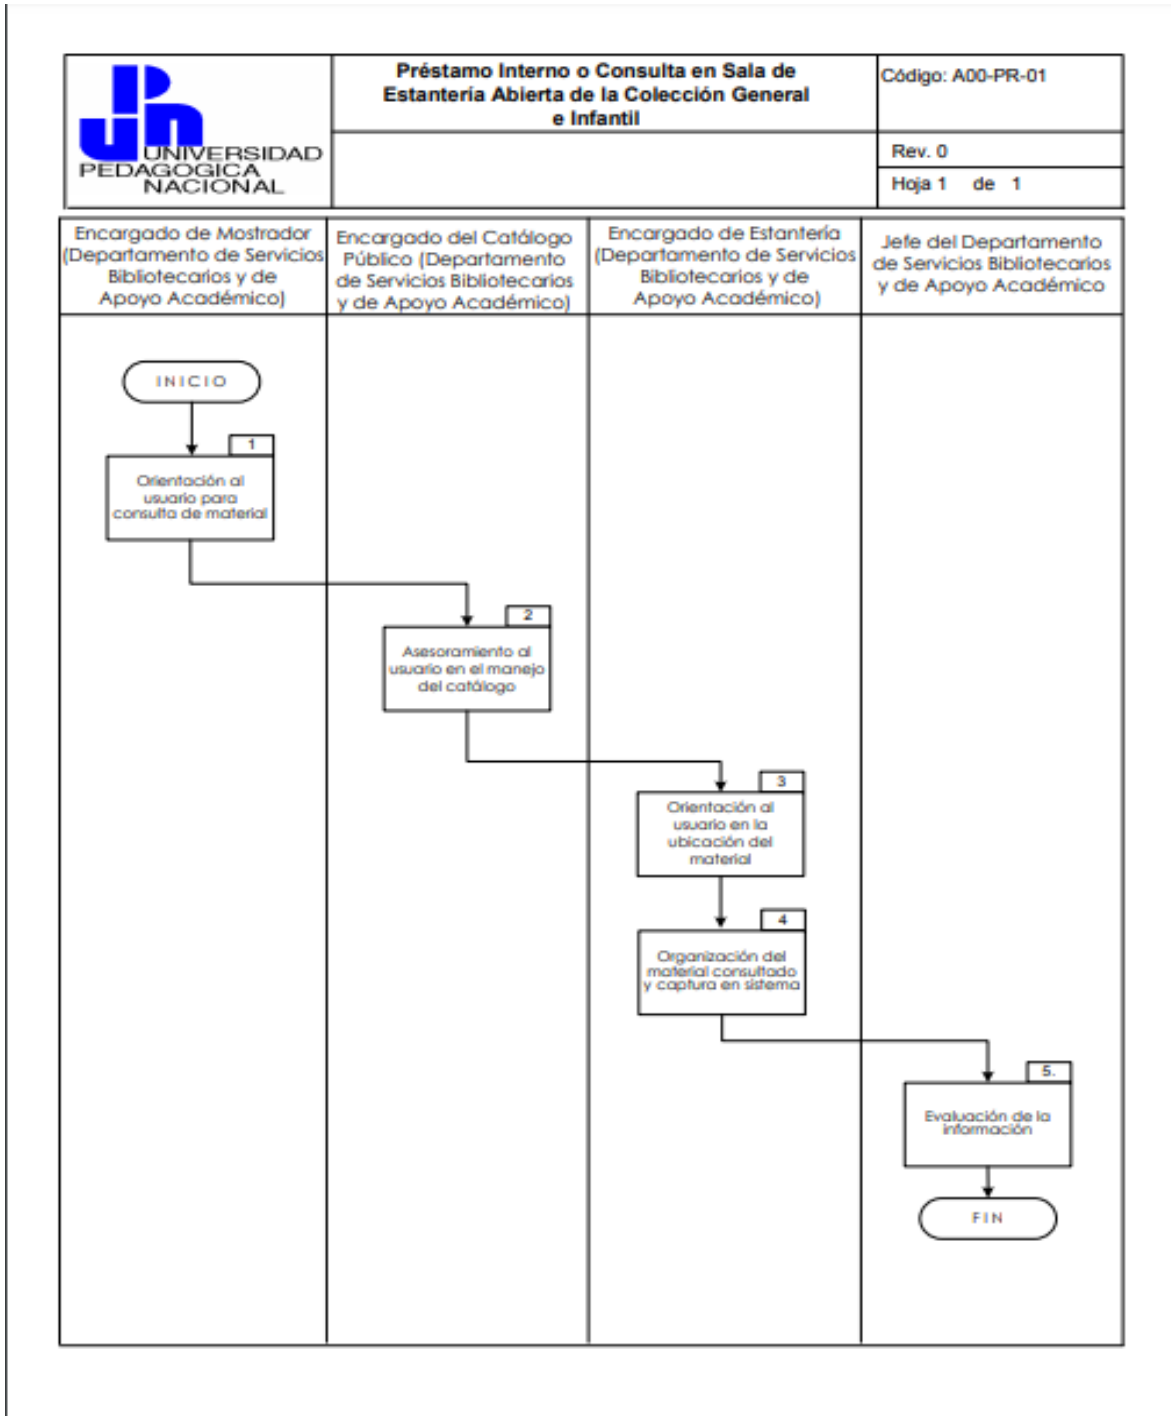 UNIVERSIDAD
PEDAGOGICA
NACIONAL
Préstamo Interno o Consulta en Sala de
Estantería Abierta de la Colección General
e Infantil
Código: A00-PR-01
Rev. 0
Hoja 1 de 1
Encargado de Mostrador
(Departamento de Servicios
Bibliotecarios y de
Apoyo Académico)
Encargado del Catálogo
Público (Departamento
de Servicios Bibliotecarios
y de Apoyo Académico)
Encargado de Estantería
(Departamento de Servicios
Bibliotecarios y de
Apoyo Académico)
Jefe del Departamento
de Servicios Bibliotecarios
y de Apoyo Académico
INICIO
1
Orientación al
usuario para
consulta de material
2
Asesoramiento al
usuario en el manejo
del catálogo
3
Orientación al
usuario en la
ubicación del
material
4
Organización del
material consultado
y captura en sistema
5.
Evaluación de la
información
FIN